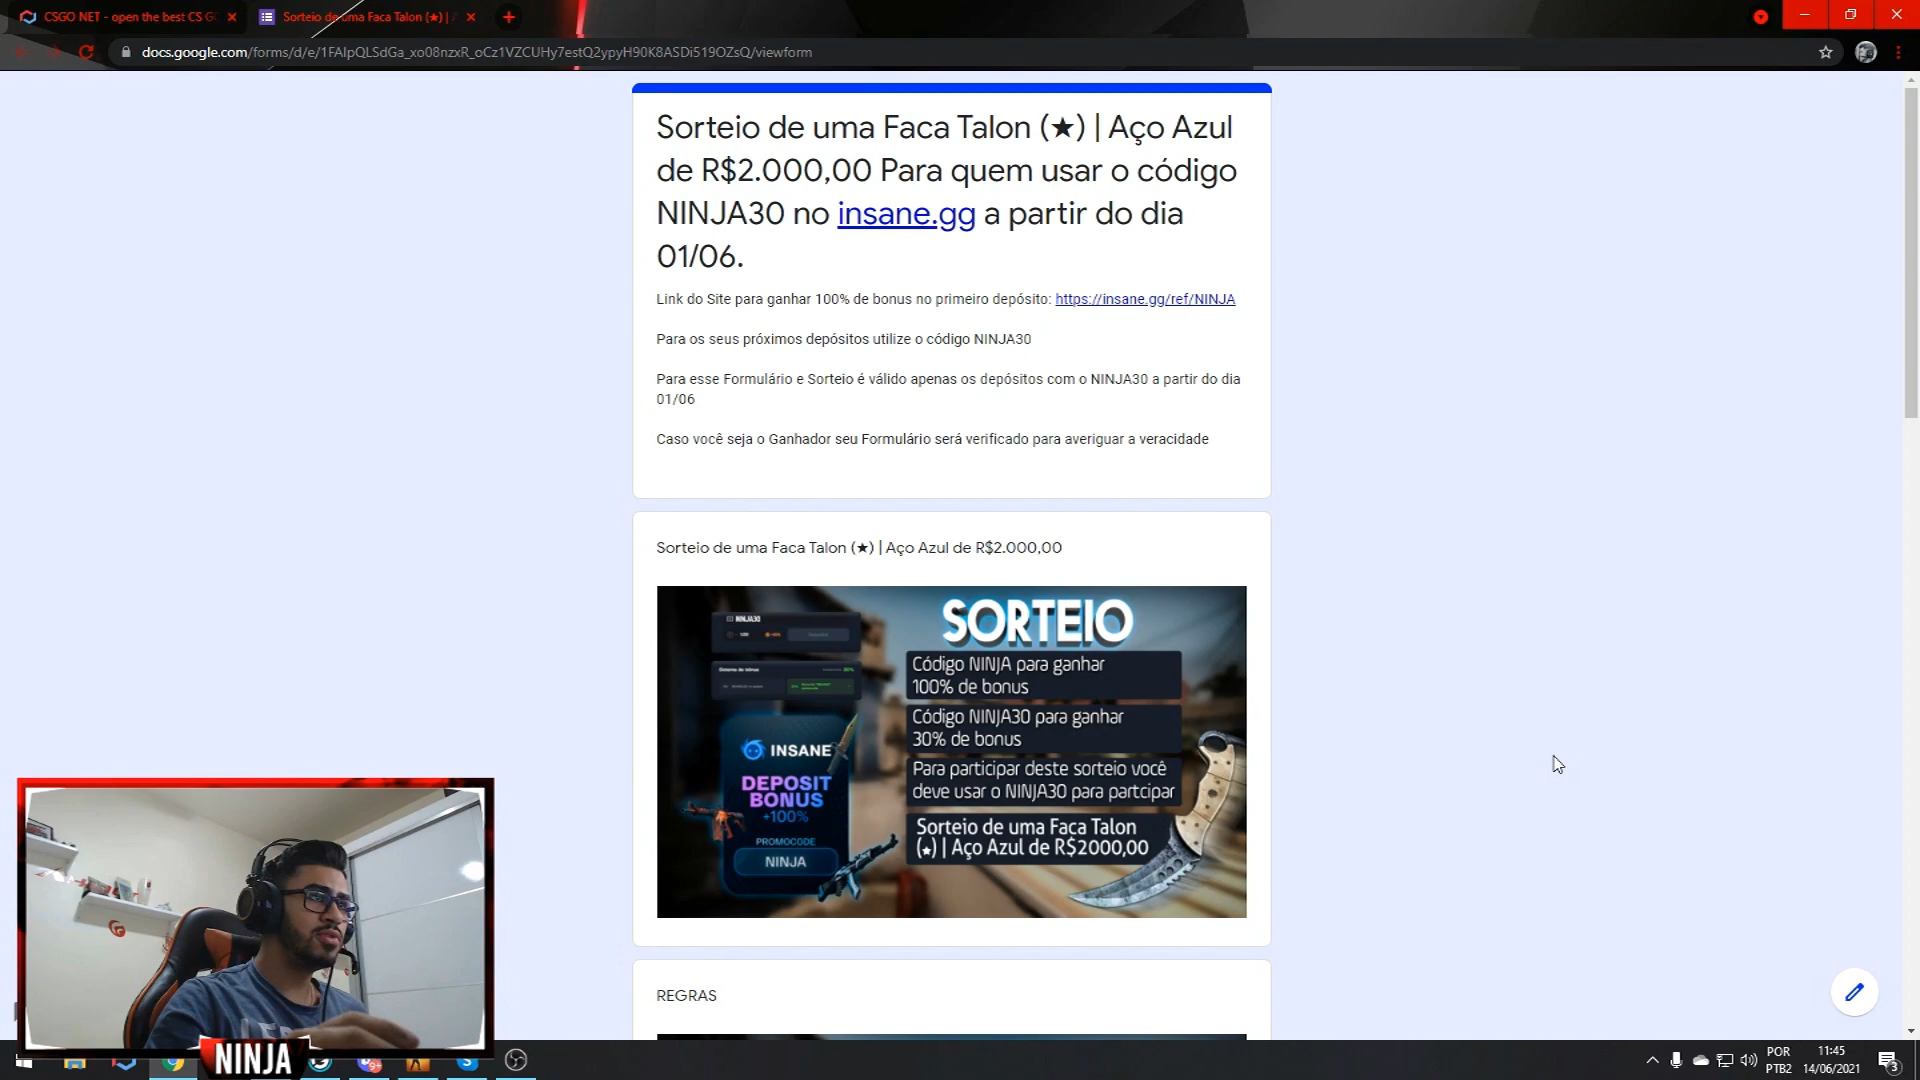 CSGO NET - open the best CS GO
Sorteio de uma Faca Talon (★) | A
docs.google.com/forms/d/e/1FAIpQLSdGa_xo08nzxR_oCz1VZCUHy7estQ2ypyH90K8ASDi519OZsQ/viewform
Sorteio de uma Faca Talon (★) | Aço Azul
de R$2.000,00 Para quem usar o código
NINJA30 no insane.gg a partir do dia
01/06.
Link do Site para ganhar 100% de bonus no primeiro depósito: https://insane.gg/ref/NINJA
Para os seus próximos depósitos utilize o código NINJA30
Para esse Formulário e Sorteio é válido apenas os depósitos com o NINJA30 a partir do dia
01/06
Caso você seja o Ganhador seu Formulário será verificado para averiguar a veracidade
Sorteio de uma Faca Talon (★) | Aço Azul de R$2.000,00
NINJA30
SORTEIO
Código NINJA para ganhar
100% de bonus
Código NINJA30 para ganhar
30% de bonus
Para participar deste sorteio você
deve usar o NINJA30 para partcipar
Sorteio de uma Faca Talon
(★) | Aço Azul de R$2000,00
INSANE
DEPOSIT
BONUS
+100%
PROMOCODE
NINJA
REGRAS
NINJA
POR
PTB2
11:45
14/06/2021
3